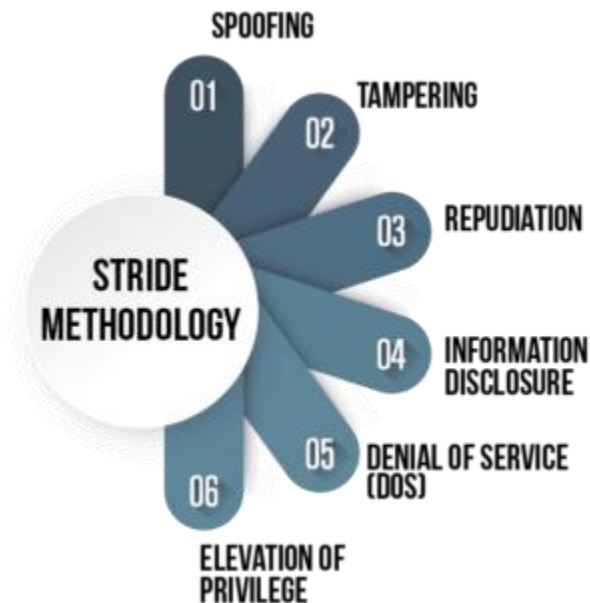 SPOOFING
01
TAMPERING
02
REPUDIATION
03
STRIDE
METHODOLOGY
04
INFORMATION
DISCLOSURE
05
DENIAL OF SERVICE
(DOS)
06
ELEVATION OF
PRIVILEGE